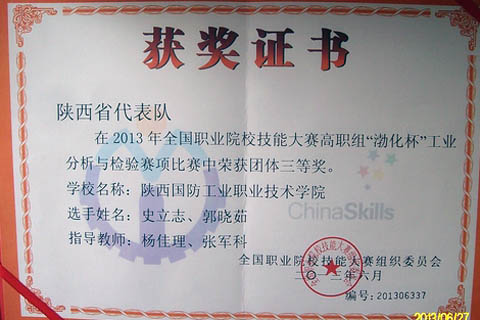 获奖证书
陕西省代表队
在2013年全国职业院校技能大赛高职组“渤化杯”工业
分析与检验赛项比赛中荣获团体三等奖。
学校名称：陕西国防工业职业技术学院
选手姓名：史立志、郭晓茹
ChinaSkills
指导教师：杨佳理、张军科
全国职业院校技能大赛组织委员会
二〇一三年六月
编号：201306337
2013/06/27